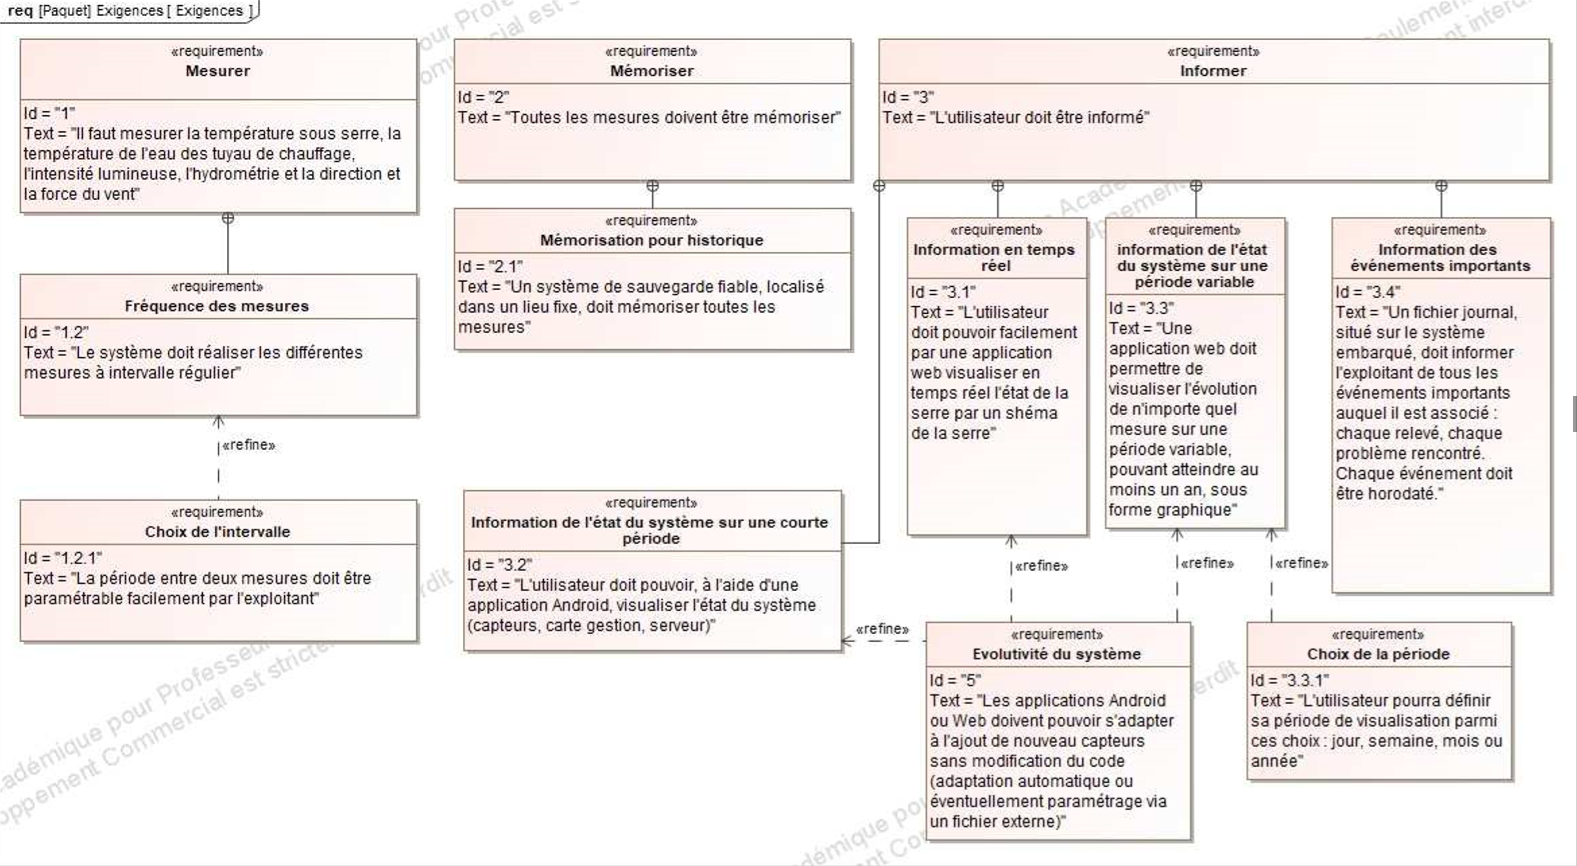 req [Paquet] Exigences [ Exigences ]
«requirement»
Mesurer
Id = "1"
Text = "Il faut mesurer la température sous serre, la
température de l'eau des tuyau de chauffage,
l'intensité lumineuse, l'hydrométrie et la direction et
la force du vent"
«requirement»
Fréquence des mesures
Id = "1.2"
Text = "Le système doit réaliser les différentes
mesures à intervalle régulier"
«refine»
«requirement»
Choix de l'intervalle
Id = "1.2.1"
Text = "La période entre deux mesures doit être
paramétrable facilement par l'exploitant"
«requirement»
Mémoriser
Id = "2"
Text = "Toutes les mesures doivent être mémoriser"
«requirement»
Mémorisation pour historique
Id = "2.1"
Text = "Un système de sauvegarde fiable, localisé
dans un lieu fixe, doit mémoriser toutes les
mesures"
«requirement»
Information de l'état du système sur une courte
période
Id = "3.2"
Text = "L'utilisateur doit pouvoir, à l'aide d'une
application Android, visualiser l'état du système
(capteurs, carte gestion, serveur)"
«requirement»
Informer
Id = "3"
Text = "L'utilisateur doit être informé"
«requirement»
Information en temps
réel
Id = "3.1"
Text = "L'utilisateur
doit pouvoir facilement
par une application
web visualiser en
temps réel l'état de la
serre par un shéma
de la serre"
«requirement»
information de l'état
du système sur une
période variable
Id = "3.3"
Text = "Une
application web doit
permettre de
visualiser l'évolution
de n'importe quel
mesure sur une
période variable,
pouvant atteindre au
moins un an, sous
forme graphique"
«requirement»
Information des
événements importants
Id = "3.4"
Text = "Un fichier journal,
situé sur le système
embarqué, doit informer
l'exploitant de tous les
événements importants
auquel il est associé :
chaque relevé, chaque
problème rencontré.
Chaque événement doit
être horodaté."
«refine»
«refine»
«refine»
«refine»
«requirement»
Evolutivité du système
Id = "5"
Text = "Les applications Android
ou Web doivent pouvoir s'adapter
à l'ajout de nouveau capteurs
sans modification du code
(adaptation automatique ou
éventuellement paramétrage via
un fichier externe)"
«requirement»
Choix de la période
Id = "3.3.1"
Text = "L'utilisateur pourra définir
sa période de visualisation parmi
ces choix : jour, semaine, mois ou
année"